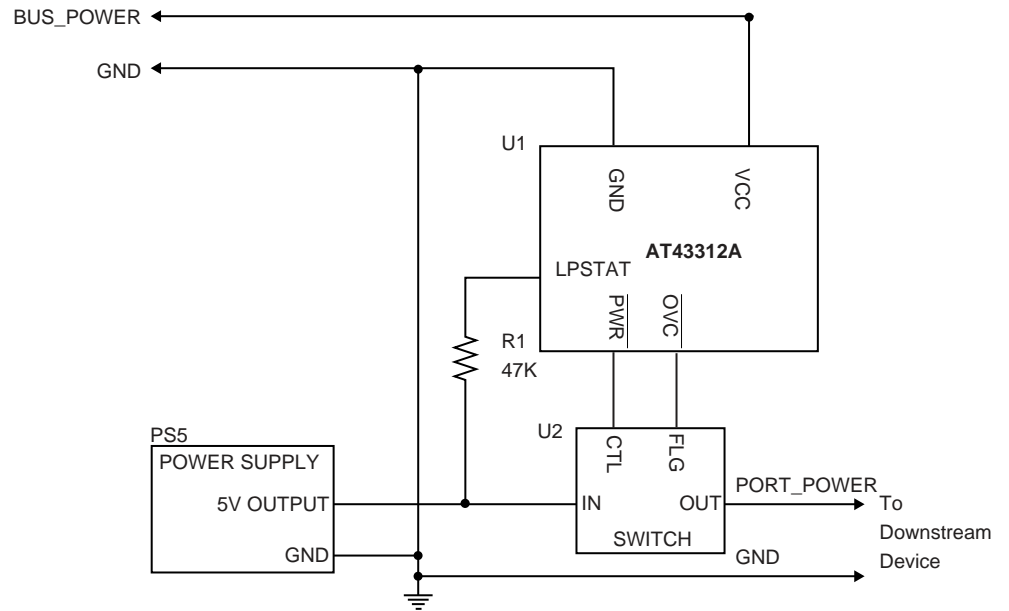 BUS_POWER
GND
U1
GND
VCC
AT43312A
LPSTAT
PWR
OVC
R1
47K
U2
CTL
FLG
PS5
POWER SUPPLY
5V OUTPUT
GND
IN
OUT
SWITCH
PORT_POWER
GND
To
Downstream
Device